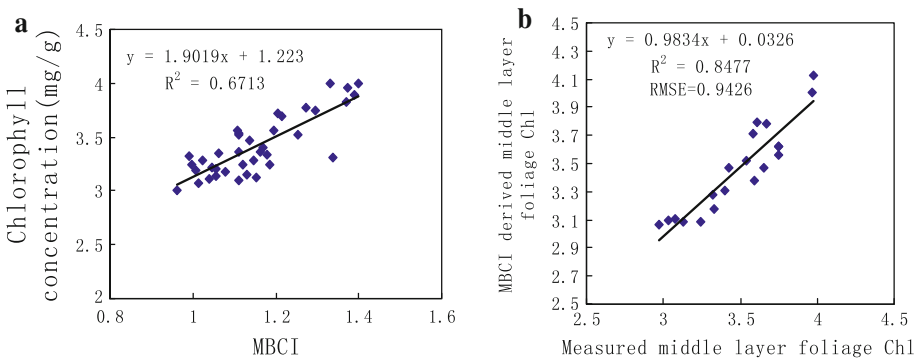 a
y = 1.9019x + 1.223
R² = 0.6713
Chlorophyll
concentration(mg/g)
4.5
4
3.5
3
2.5
2
0.8
1
1.2
1.4
1.6
MBCI
b
y = 0.9834x + 0.0326
R² = 0.8477
RMSE=0.9426
MBCI derived middle layer
foliage Chl
4.5
4.3
4.1
3.9
3.7
3.5
3.3
3.1
2.9
2.7
2.5
2.5
3
3.5
4
4.5
Measured middle layer foliage Chl